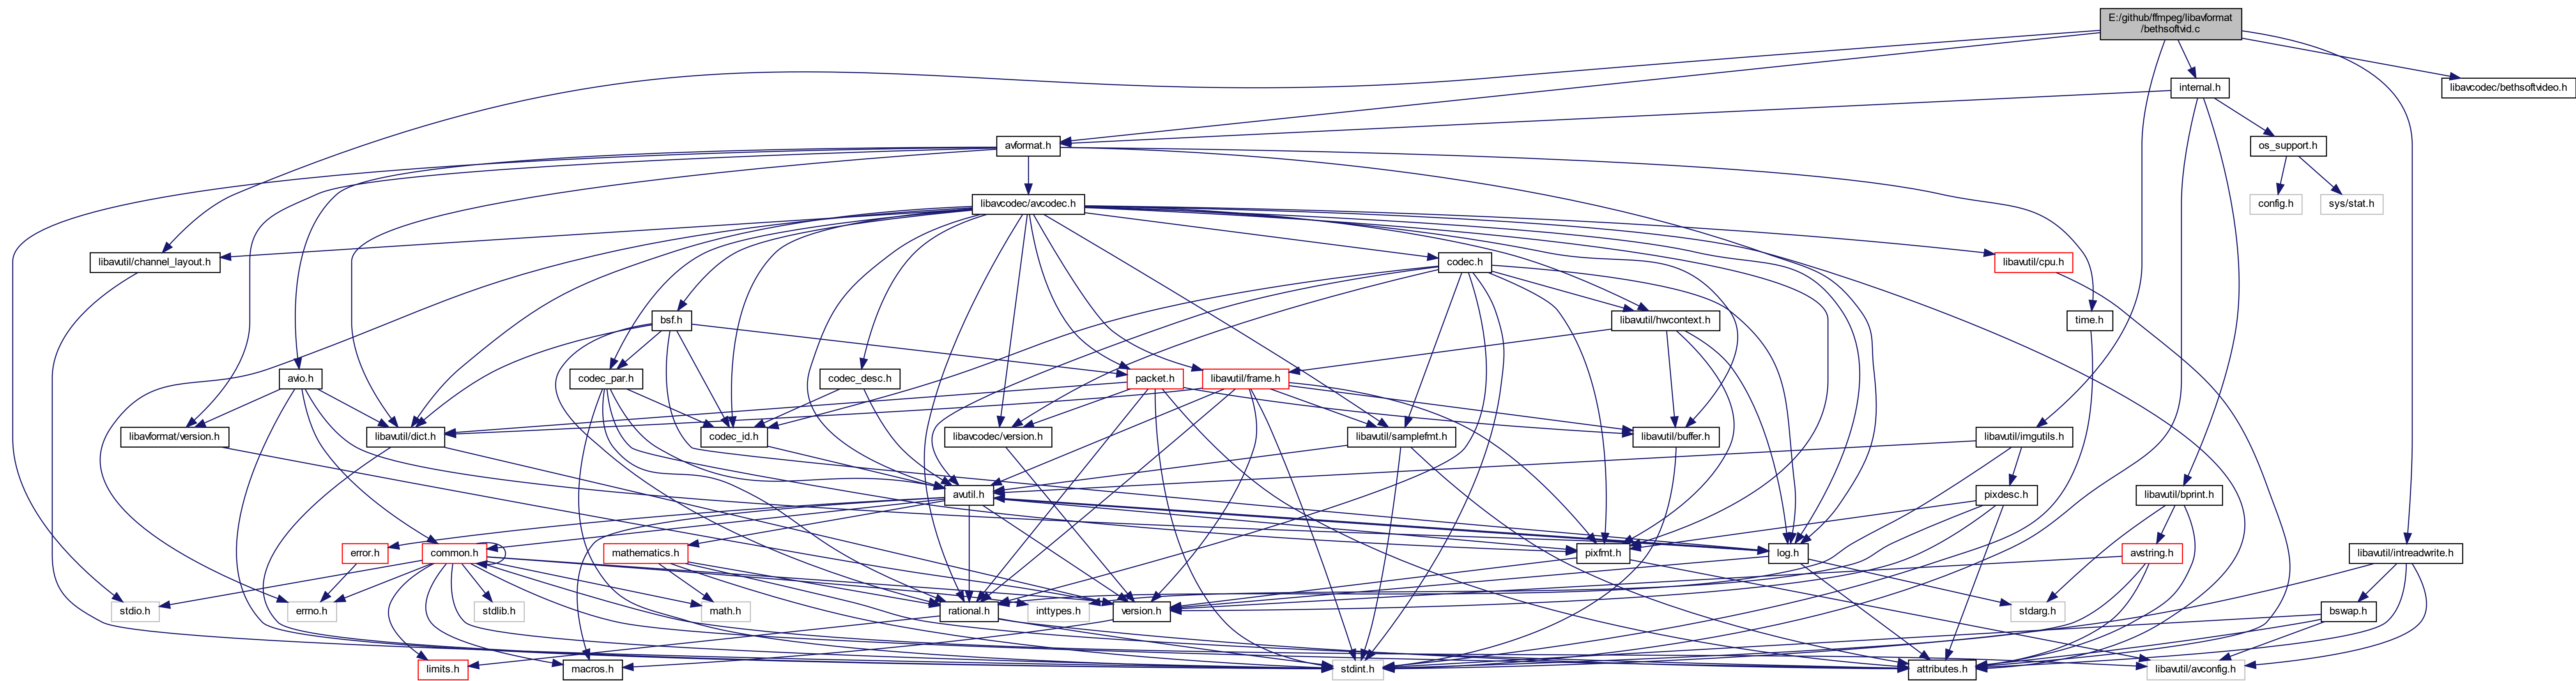 E:/github/ffmpeg/libavformat
/bethsoftvid.c
internal.h
libavcodec/bethsoftvideo.h
avformat.h
os_support.h
libavcodec/avcodec.h
config.h
sys/stat.h
libavutil/channel_layout.h
codec.h
libavutil/cpu.h
bsf.h
libavutil/hwcontext.h
time.h
avio.h
codec_par.h
codec_desc.h
packet.h
libavutil/frame.h
libavformat/version.h
libavutil/dict.h
codec_id.h
libavcodec/version.h
libavutil/samplefmt.h
libavutil/buffer.h
libavutil/imgutils.h
avutil.h
pixdesc.h
libavutil/bprint.h
error.h
common.h
mathematics.h
pixfmt.h
log.h
avstring.h
libavutil/intreadwrite.h
stdio.h
errno.h
stdlib.h
math.h
rational.h
inttypes.h
version.h
stdarg.h
bswap.h
limits.h
macros.h
stdint.h
attributes.h
libavutil/avconfig.h